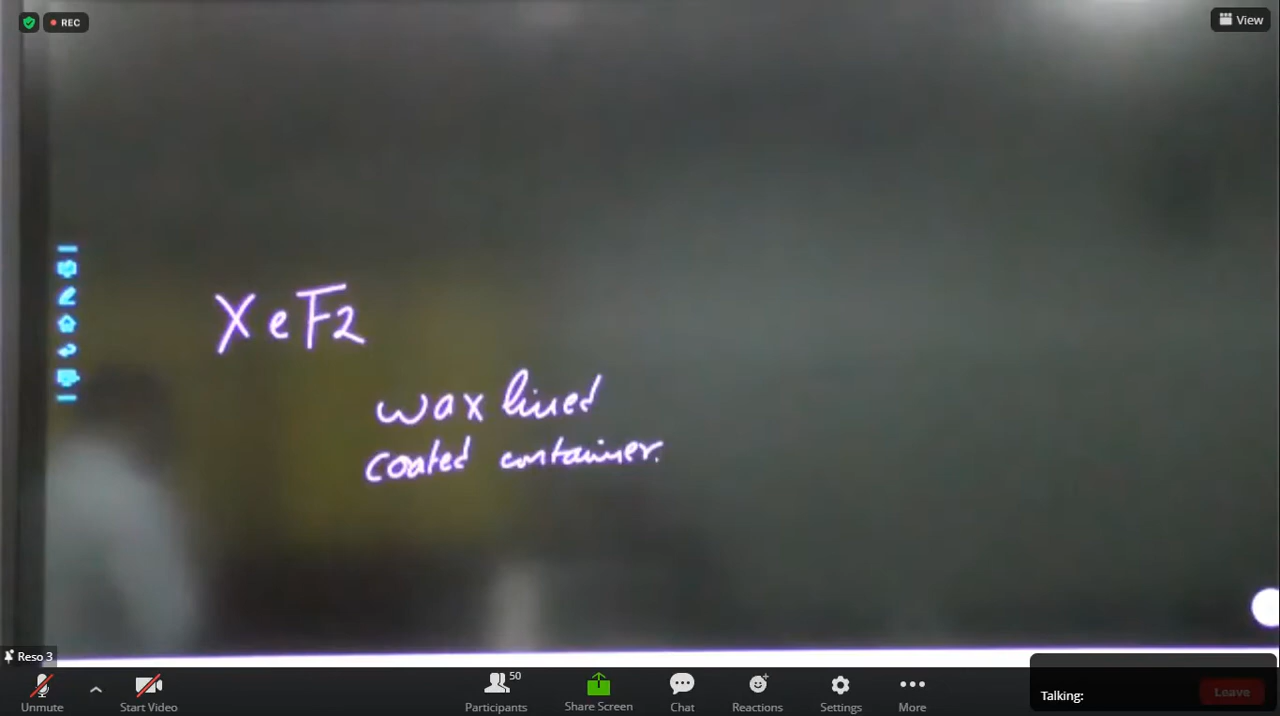 REC
View
XeF2
wax lined
coated container.
Reso 3
Unmute
Start Video
50
Participants
Share Screen
Chat
Reactions
Settings
More
Talking:
Leave